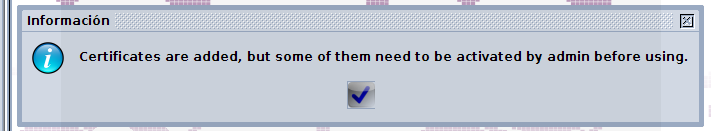 Información
Certificates are added, but some of them need to be activated by admin before using.